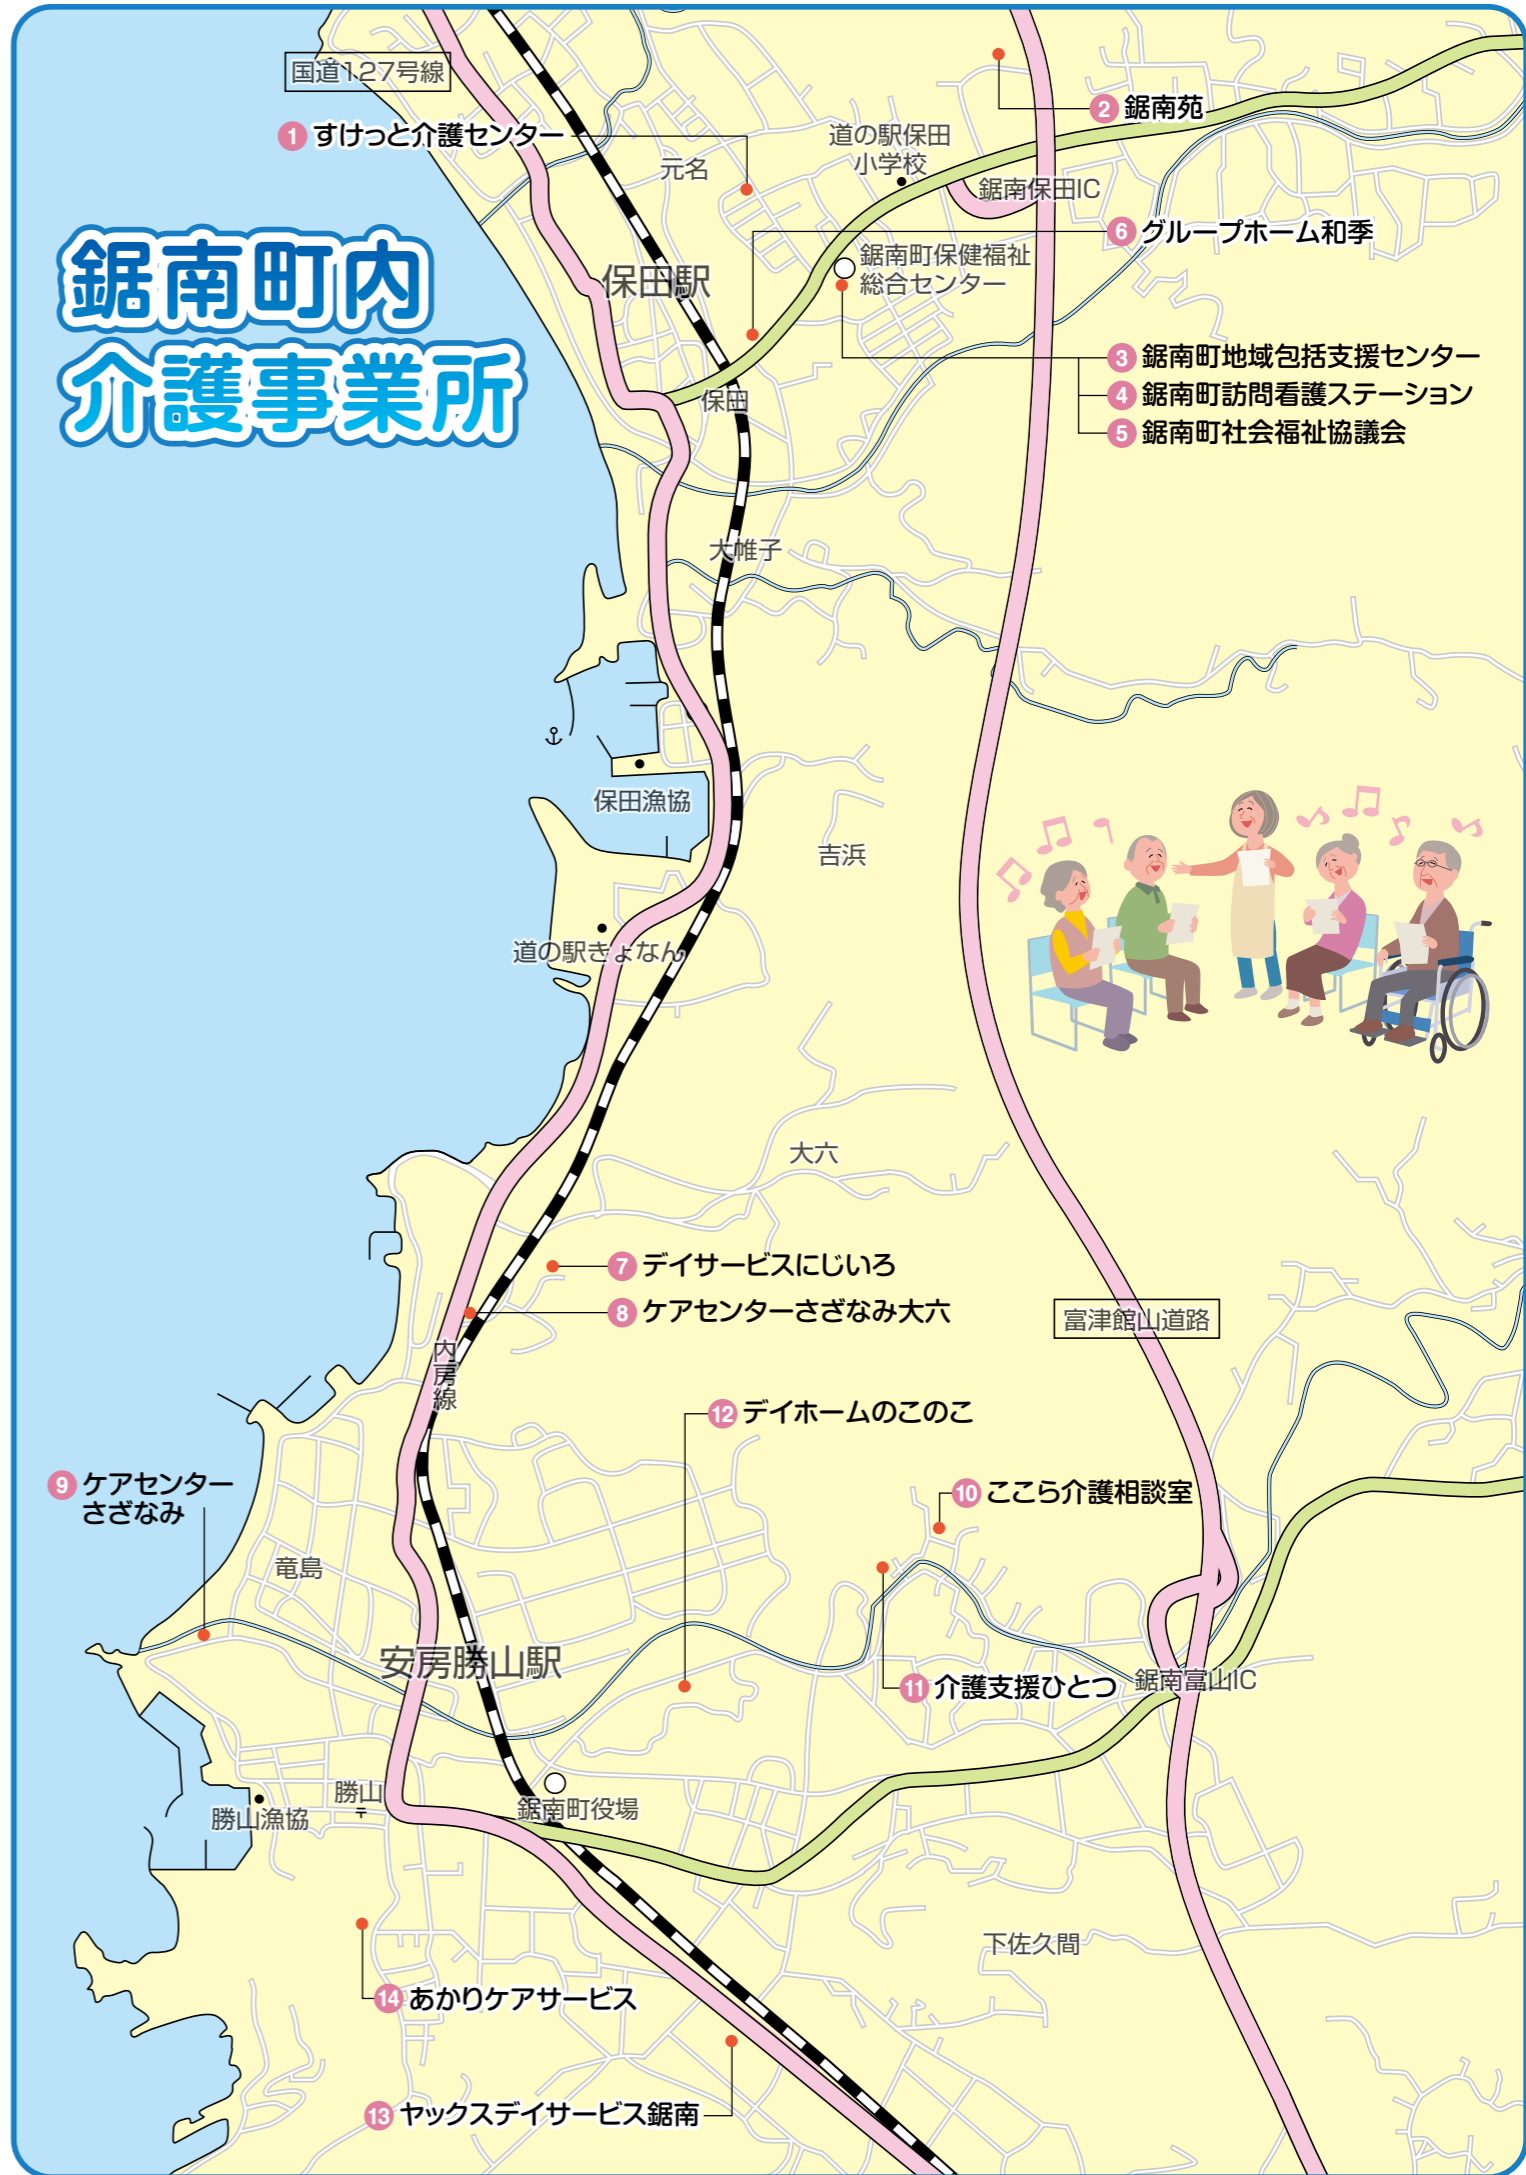 国道127号線
① すけっと介護センター
② 鋸南苑
道の駅保田
小学校
元名
鋸南保田IC
⑥ グループホーム和季
鋸南町保健福祉
総合センター
鋸南町内
介護事業所
保田駅
③ 鋸南町地域包括支援センター
④ 鋸南町訪問看護ステーション
⑤ 鋸南町社会福祉協議会
保田
大帷子
保田漁協
吉浜
道の駅きょなん
大六
⑦ デイサービスにじいろ
⑧ ケアセンターさざなみ大六
富津館山道路
内房線
⑫ デイホームのこのこ
⑨ ケアセンター
さざなみ
⑩ ここら介護相談室
竜島
安房勝山駅
⑪ 介護支援ひとつ
鋸南富山IC
勝山
〒
勝山漁協
鋸南町役場
下佐久間
⑭ あかりケアサービス
⑬ ヤックスデイサービス鋸南